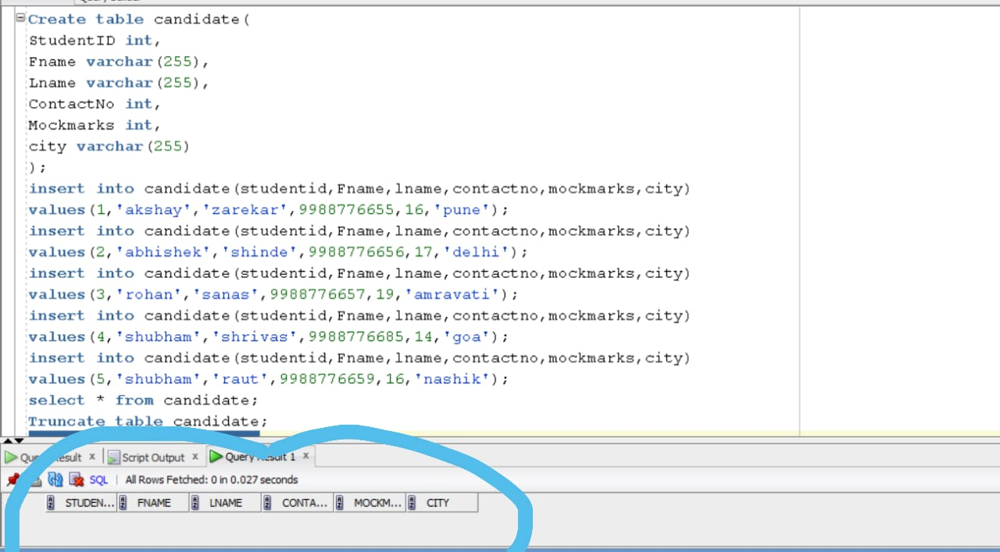 Create table candidate(
StudentID int,
Fname varchar(255),
Lname varchar(255),
ContactNo int,
Mockmarks int,
city varchar(255)
);
insert into candidate(studentid,Fname,lname,contactno,mockmarks,city)
values(1,'akshay','zarekar',9988776655,16,'pune');
insert into candidate(studentid,Fname,lname,contactno,mockmarks,city)
values(2,'abhishek','shinde',9988776656,17,'delhi');
insert into candidate(studentid,Fname,lname,contactno,mockmarks,city)
values(3,'rohan','sanas',9988776657,19,'amravati');
insert into candidate(studentid,Fname,lname,contactno,mockmarks,city)
values(4,'shubham','shrivas',9988776685,14,'goa');
insert into candidate(studentid,Fname,lname,contactno,mockmarks,city)
values(5,'shubham','raut',9988776659,16,'nashik');
select * from candidate;
Truncate table candidate;
Script Output x Query Result 1 x
SQL | All Rows Fetched: 0 in 0.027 seconds
STUDEN... FNAME LNAME CONTA... MOCKM... CITY